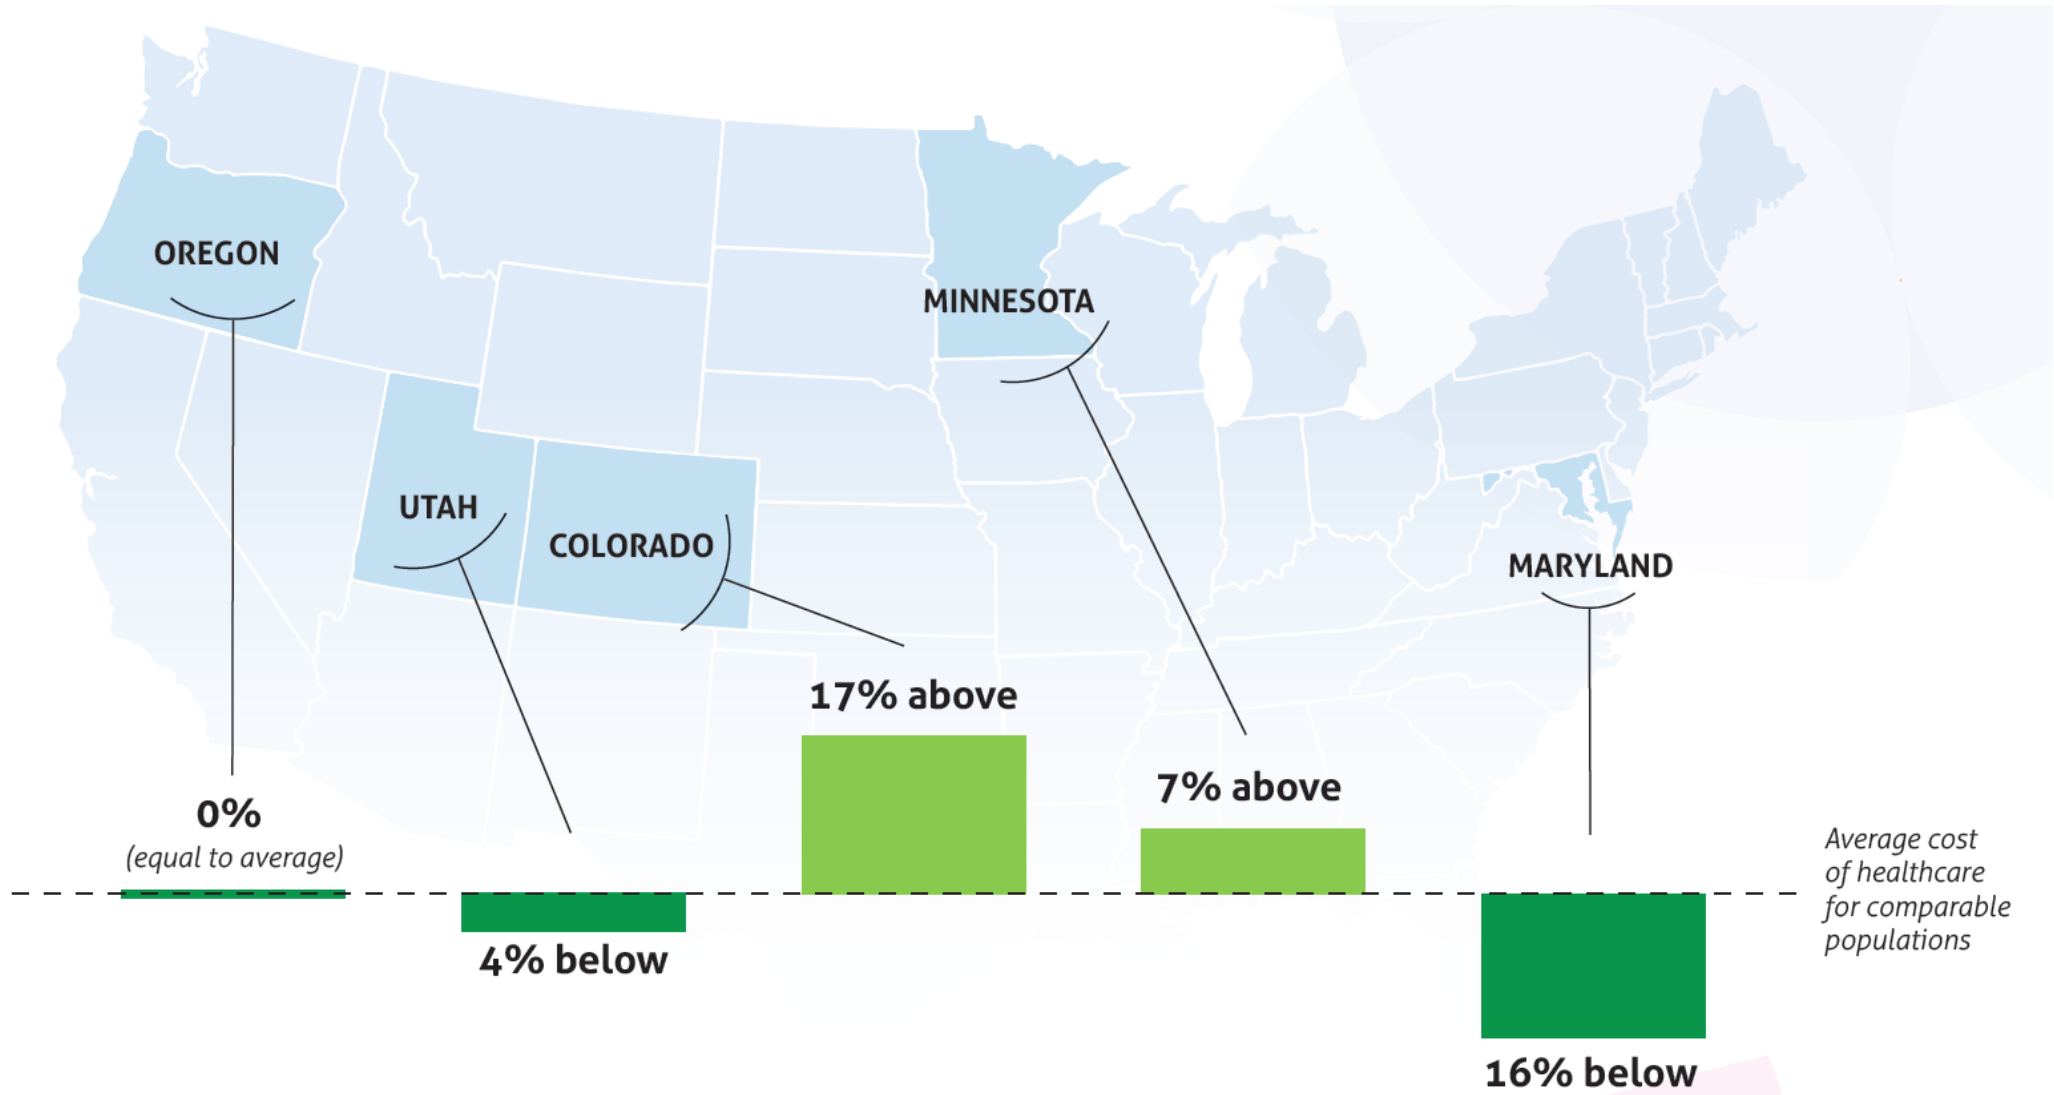 OREGON
MINNESOTA
UTAH
COLORADO
MARYLAND
17% above
7% above
0%
(equal to average)
4% below
16% below
Average cost
of healthcare
for comparable
populations